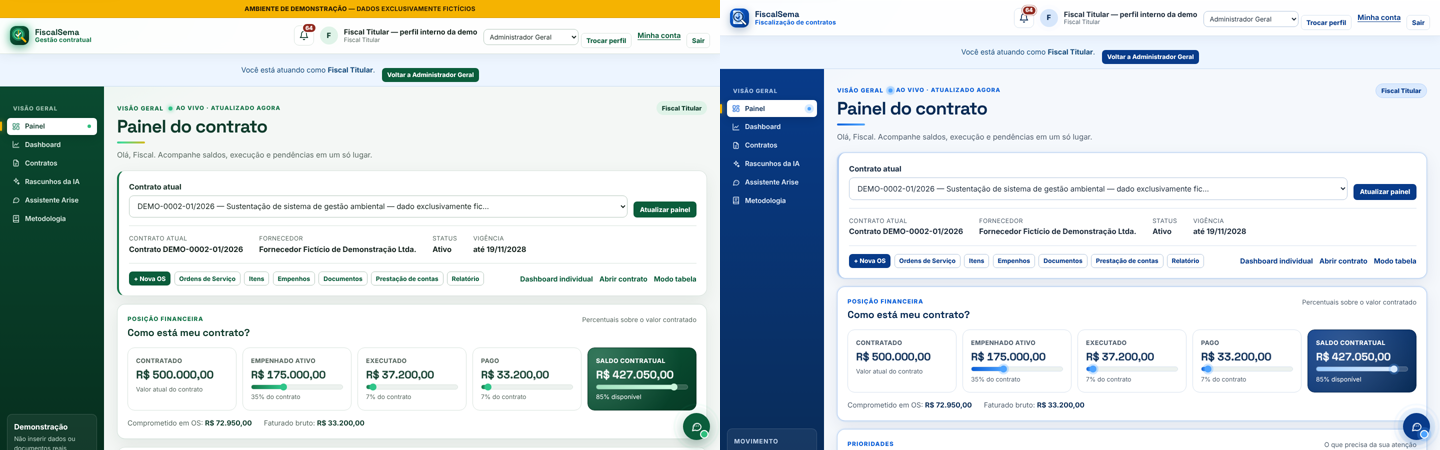 AMBIENTE DE DEMONSTRAÇÃO — DADOS EXCLUSIVAMENTE FICTÍCIOS
FiscalSema
Gestão contratual
64
F
Fiscal Titular — perfil interno da demo
Fiscal Titular
Administrador Geral
Trocar perfil
Minha conta
Sair
Você está atuando como Fiscal Titular.
Voltar a Administrador Geral
VISÃO GERAL
Painel
Dashboard
Contratos
Rascunhos da IA
Assistente Arise
Metodologia
Demonstração
Não inserir dados ou
documentos reais
VISÃO GERAL AO VIVO · ATUALIZADO AGORA
Fiscal Titular
Painel do contrato
Olá, Fiscal. Acompanhe saldos, execução e pendências em um só lugar.
Contrato atual
DEMO-0002-01/2026 — Sustentação de sistema de gestão ambiental — dado exclusivamente fic...
Atualizar painel
CONTRATO ATUAL FORNECEDOR STATUS VIGÊNCIA
Contrato DEMO-0002-01/2026 Fornecedor Fictício de Demonstração Ltda. Ativo até 19/11/2028
+ Nova OS Ordens de Serviço Itens Empenhos Documentos Prestação de contas Relatório Dashboard individual Abrir contrato Modo tabela
POSIÇÃO FINANCEIRA
Como está meu contrato?
Percentuais sobre o valor contratado
CONTRATADO EMPENHADO ATIVO EXECUTADO PAGO SALDO CONTRATUAL
R$ 500.000,00 R$ 175.000,00 R$ 37.200,00 R$ 33.200,00 R$ 427.050,00
Valor atual do contrato 35% do contrato 7% do contrato 7% do contrato 85% disponível
Comprometido em OS: R$ 72.950,00 Faturado bruto: R$ 33.200,00
FiscalSema
Fiscalização de contratos
64
F
Fiscal Titular — perfil interno da demo
Fiscal Titular
Administrador Geral
Trocar perfil
Minha conta
Sair
Você está atuando como Fiscal Titular.
Voltar a Administrador Geral
VISÃO GERAL
Painel
Dashboard
Contratos
Rascunhos da IA
Assistente Arise
Metodologia
MOVIMENTO
VISÃO GERAL AO VIVO · ATUALIZADO AGORA
Fiscal Titular
Painel do contrato
Olá, Fiscal. Acompanhe saldos, execução e pendências em um só lugar.
Contrato atual
DEMO-0002-01/2026 — Sustentação de sistema de gestão ambiental — dado exclusivamente fic...
Atualizar painel
CONTRATO ATUAL FORNECEDOR STATUS VIGÊNCIA
Contrato DEMO-0002-01/2026 Fornecedor Fictício de Demonstração Ltda. Ativo até 19/11/2028
+ Nova OS Ordens de Serviço Itens Empenhos Documentos Prestação de contas Relatório Dashboard individual Abrir contrato Modo tabela
POSIÇÃO FINANCEIRA
Como está meu contrato?
Percentuais sobre o valor contratado
CONTRATADO EMPENHADO ATIVO EXECUTADO PAGO SALDO CONTRATUAL
R$ 500.000,00 R$ 175.000,00 R$ 37.200,00 R$ 33.200,00 R$ 427.050,00
Valor atual do contrato 35% do contrato 7% do contrato 7% do contrato 85% disponível
Comprometido em OS: R$ 72.950,00 Faturado bruto: R$ 33.200,00
PRIORIDADES
O que precisa da sua atenção